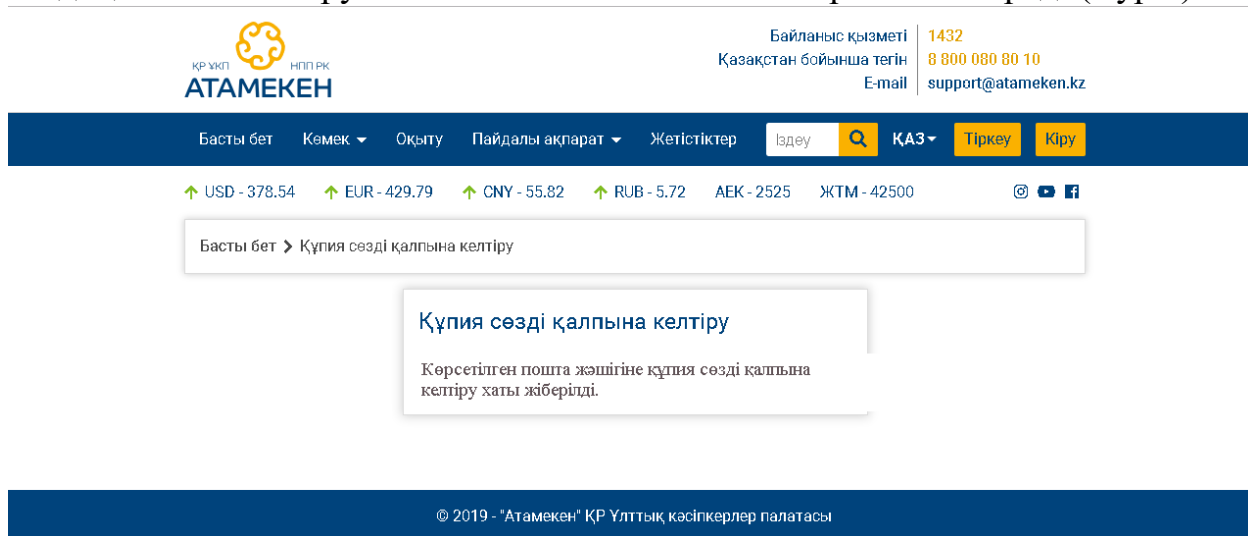 ҚР ҰКП НПП РК
АТАМЕКЕН
Байланыс қызметі 1432
Қазақстан бойынша тегін 8 800 080 80 10
E-mail support@atameken.kz
Басты бет Көмек Оқыту Пайдалы ақпарат Жетістіктер Іздеу ҚАЗ Тіркеу Кіру
USD - 378.54 EUR - 429.79 CNY - 55.82 RUB - 5.72 АЕК - 2525 ЖТМ - 42500
Басты бет > Құпия сөзді қалпына келтіру
Құпия сөзді қалпына келтіру
Көрсетілген пошта жәшігіне құпия сөзді қалпына
келтіру хаты жіберілді.
© 2019 - "Атамекен" ҚР Ұлттық кәсіпкерлер палатасы